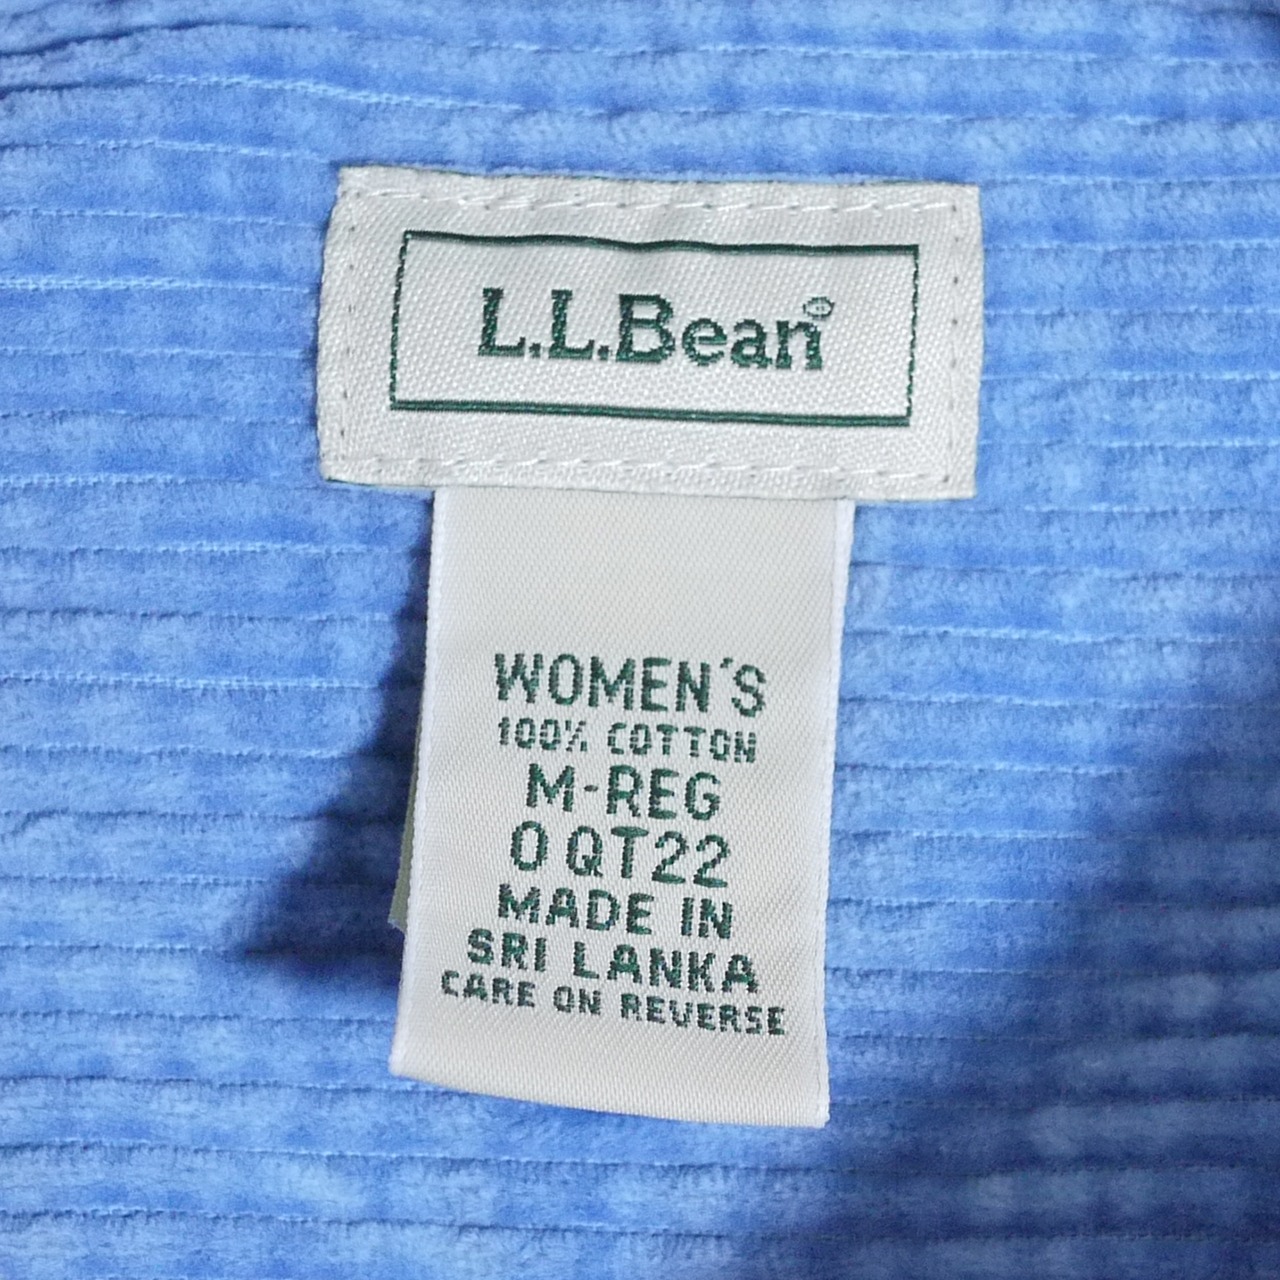 L.L.Bean®
WOMEN'S
100% COTTON
M-REG
0 QT22
MADE IN
SRI LANKA
CARE ON REVERSE